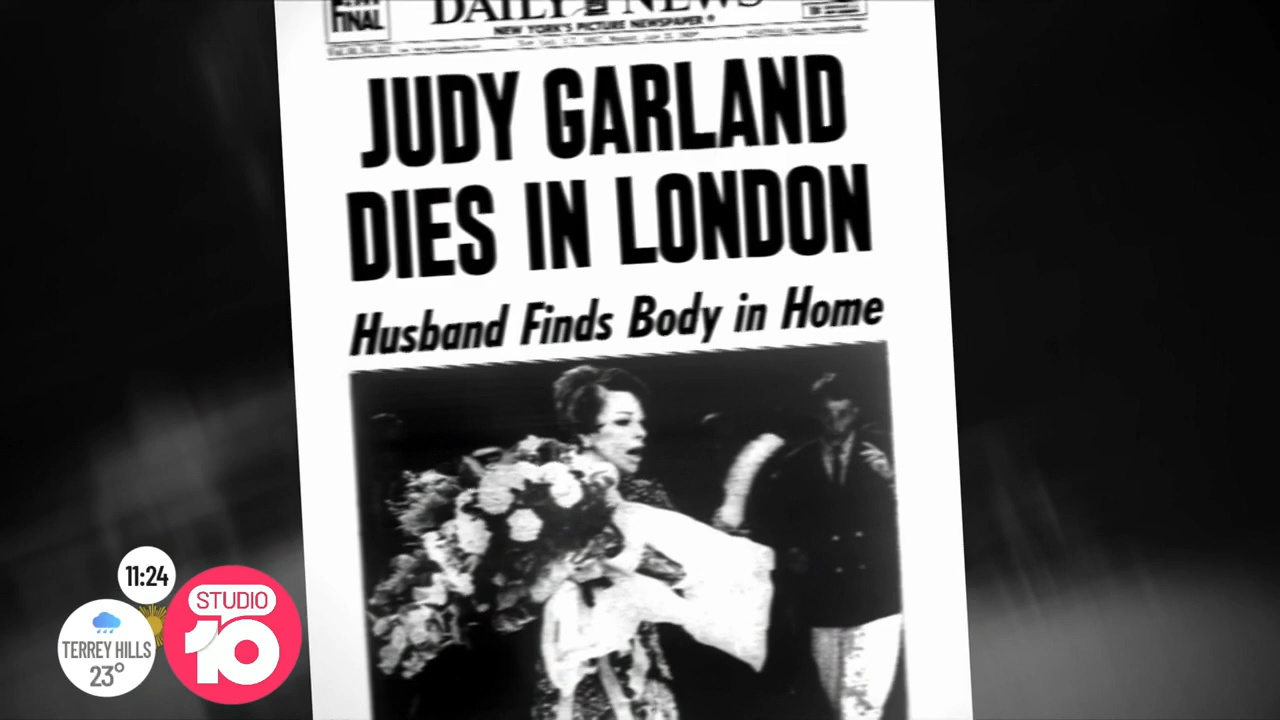 FINAL
DAILY NEWS
NEW YORK'S PICTURE NEWSPAPER ®
JUDY GARLAND
DIES IN LONDON
Husband Finds Body in Home
11:24
STUDIO
10
TERREY HILLS
23°